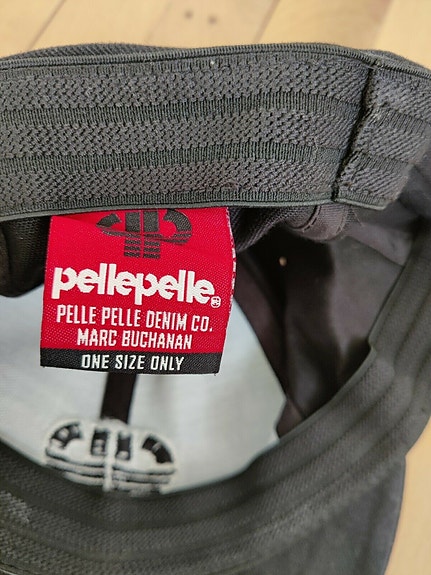 pellepelle®
PELLE PELLE DENIM CO.
MARC BUCHANAN
ONE SIZE ONLY